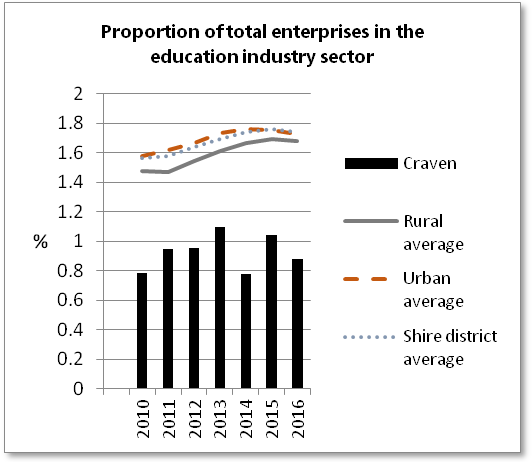 Proportion of total enterprises in the
education industry sector
2
1.8
1.6
1.4
1.2
1
0.8
0.6
0.4
0.2
0
%
2010
2011
2012
2013
2014
2015
2016
Craven
Rural
average
Urban
average
Shire district
average